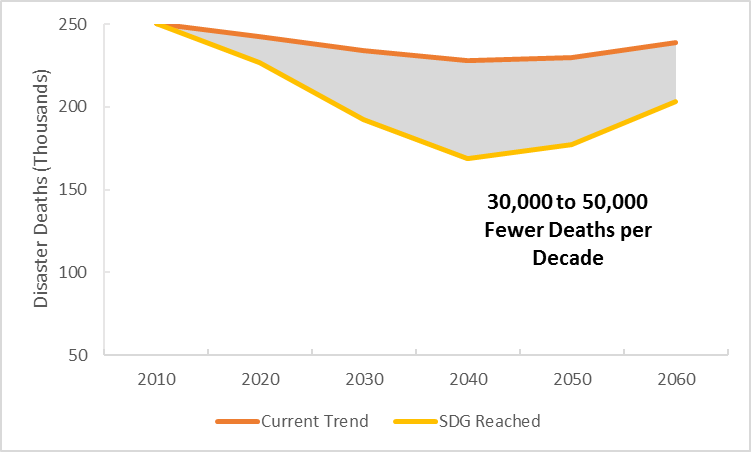 250
200
150
100
50
Disaster Deaths (Thousands)
30,000 to 50,000
Fewer Deaths per
Decade
2010 2020 2030 2040 2050 2060
Current Trend SDG Reached